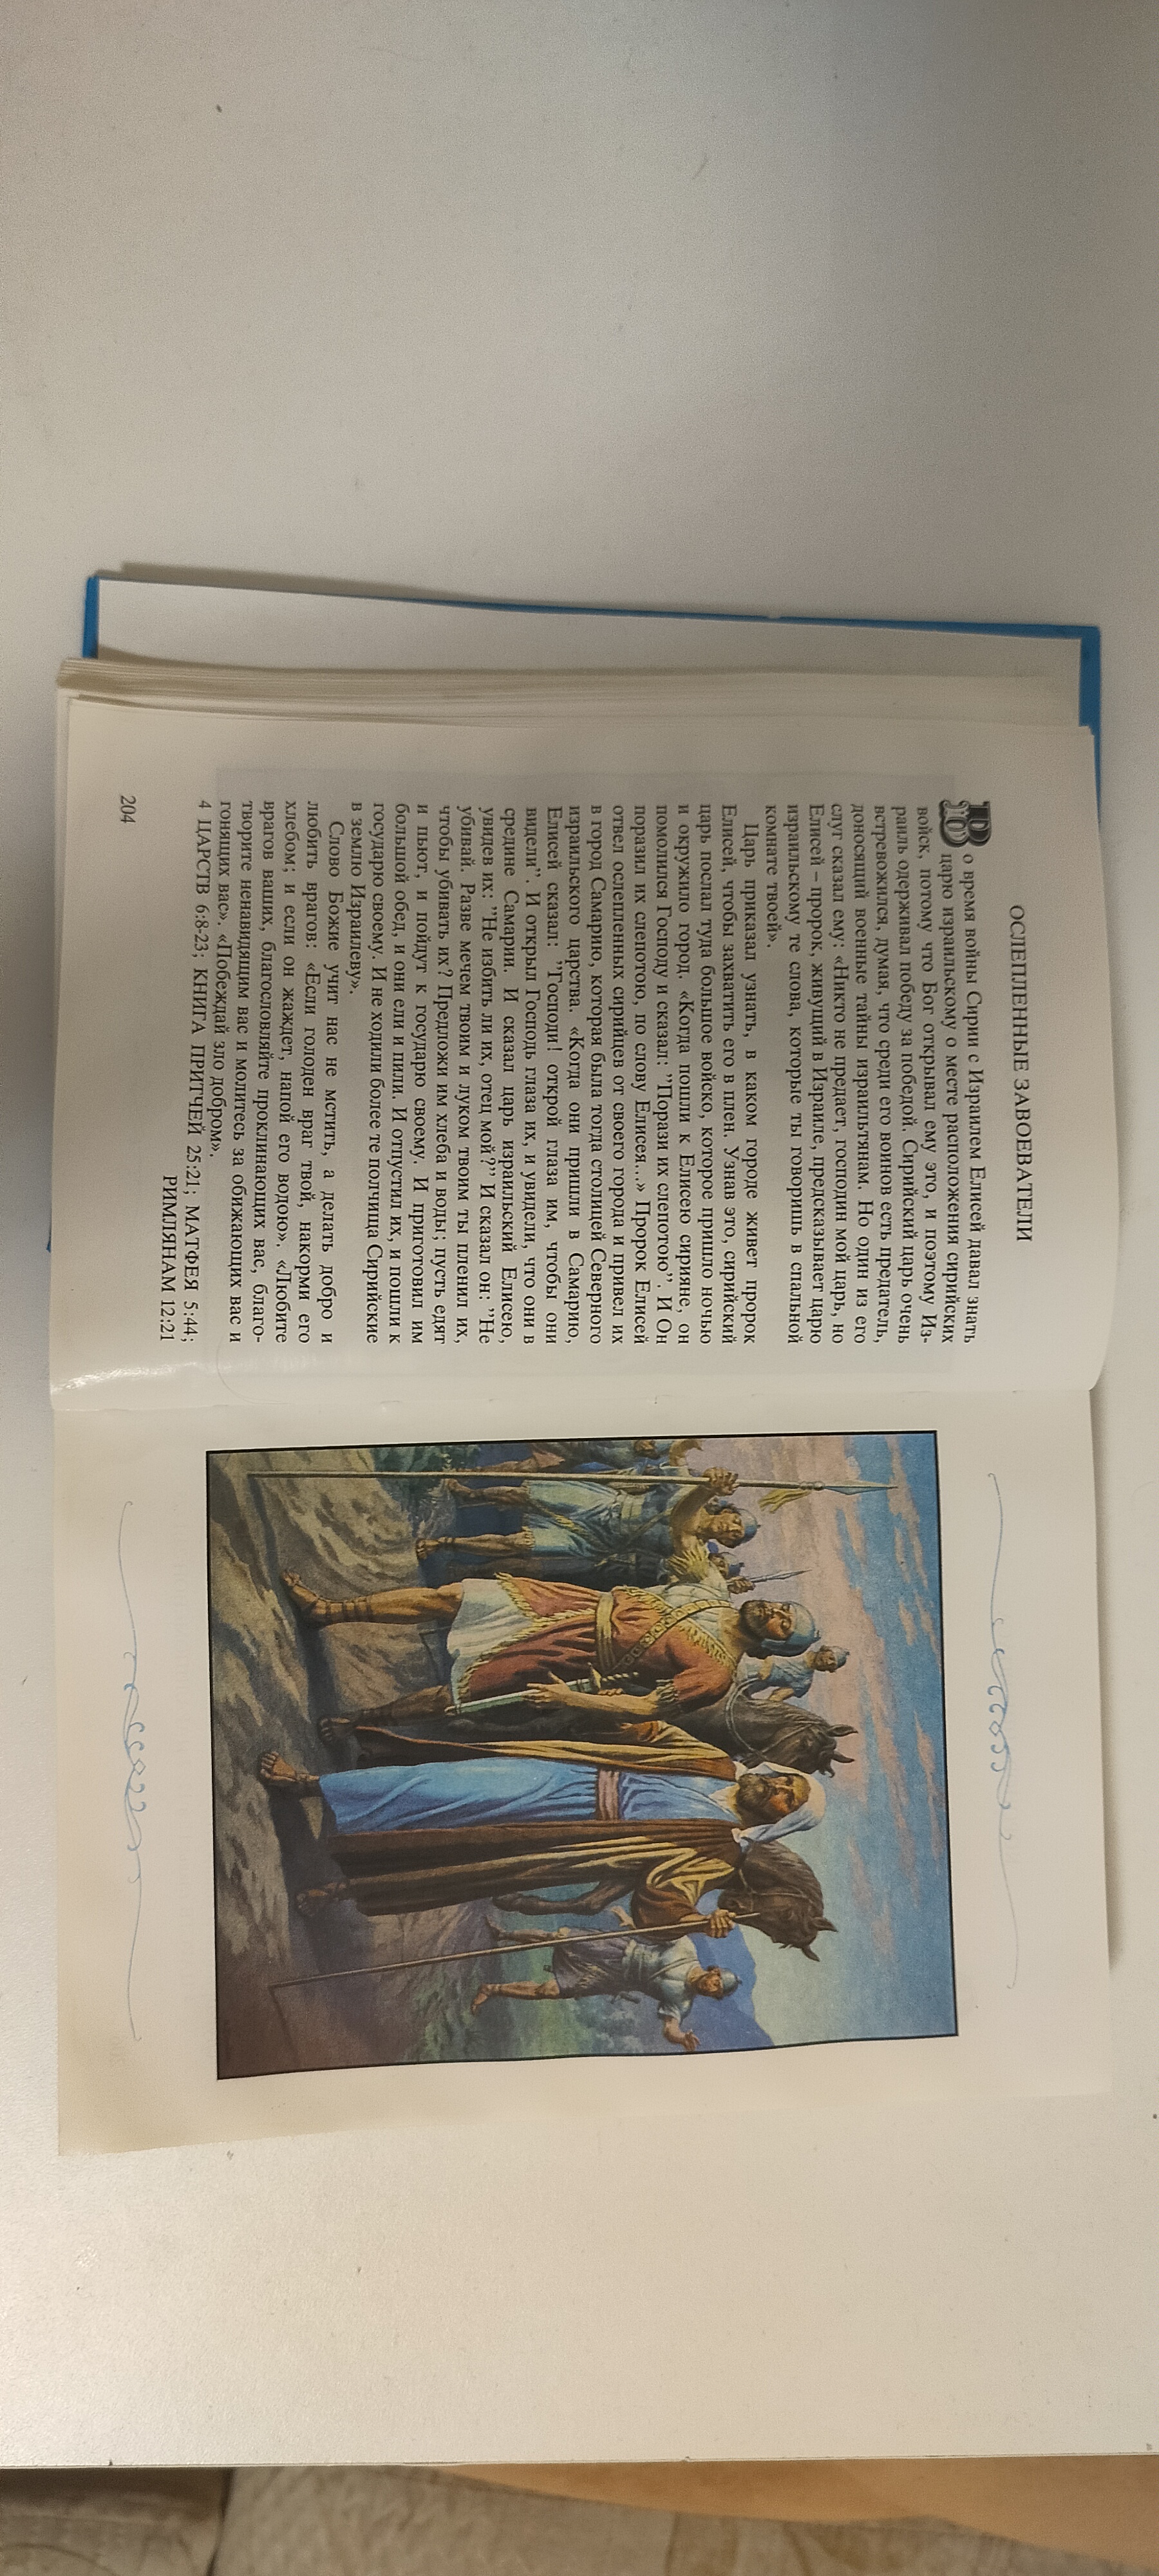 ОСЛЕПЛЕННЫЕ ЗАВОЕВАТЕЛИ
Во время войны Сирии с Израилем Елисей давал знать
царю израильскому о месте расположения сирийских
войск, потому что Бог открывал ему это, и поэтому Из-
раиль одерживал победу за победой. Сирийский царь очень
встревожился, думая, что среди его воинов есть предатель,
доносящий военные тайны израильтянам. Но один из его
слуг сказал ему: «Никто не предает, господин мой царь, но
Елисей – пророк, живущий в Израиле, предсказывает царю
израильскому те слова, которые ты говоришь в спальной
комнате твоей».
Царь приказал узнать, в каком городе живет пророк
Елисей, чтобы захватить его в плен. Узнав это, сирийский
царь послал туда большое войско, которое пришло ночью
и окружило город. «Когда пошли к Елисею сирияне, он
помолился Господу и сказал: ”Порази их слепотою”. И Он
поразил их слепотою, по слову Елисея...» Пророк Елисей
отвел ослепленных сирийцев от своего города и привел их
в город Самарию, которая была тогда столицей Северного
израильского царства. «Когда они пришли в Самарию,
Елисей сказал: ”Господи! открой глаза им, чтобы они
видели”. И открыл Господь глаза их, и увидели, что они в
средине Самарии. И сказал царь израильский Елисею,
увидев их: ”Не избить ли их, отец мой?” И сказал он: ”Не
убивай. Разве мечем твоим и луком твоим ты пленил их,
чтобы убивать их? Предложи им хлеба и воды; пусть едят
и пьют, и пойдут к государю своему. И приготовил им
большой обед, и они ели и пили. И отпустил их, и пошли к
государю своему. И не ходили более те полчища Сирийские
в землю Израилеву».
Слово Божие учит нас не мстить, а делать добро и
любить врагов: «Если голоден враг твой, накорми его
хлебом; и если он жаждет, напой его водою». «Любите
врагов ваших, благословляйте проклинающих вас, благо-
творите ненавидящим вас и молитесь за обижающих вас и
гонящих вас». «Побеждай зло добром».
4 ЦАРСТВ 6:8-23; КНИГА ПРИТЧЕЙ 25:21; МАТФЕЯ 5:44;
РИМЛЯНАМ 12:21
204